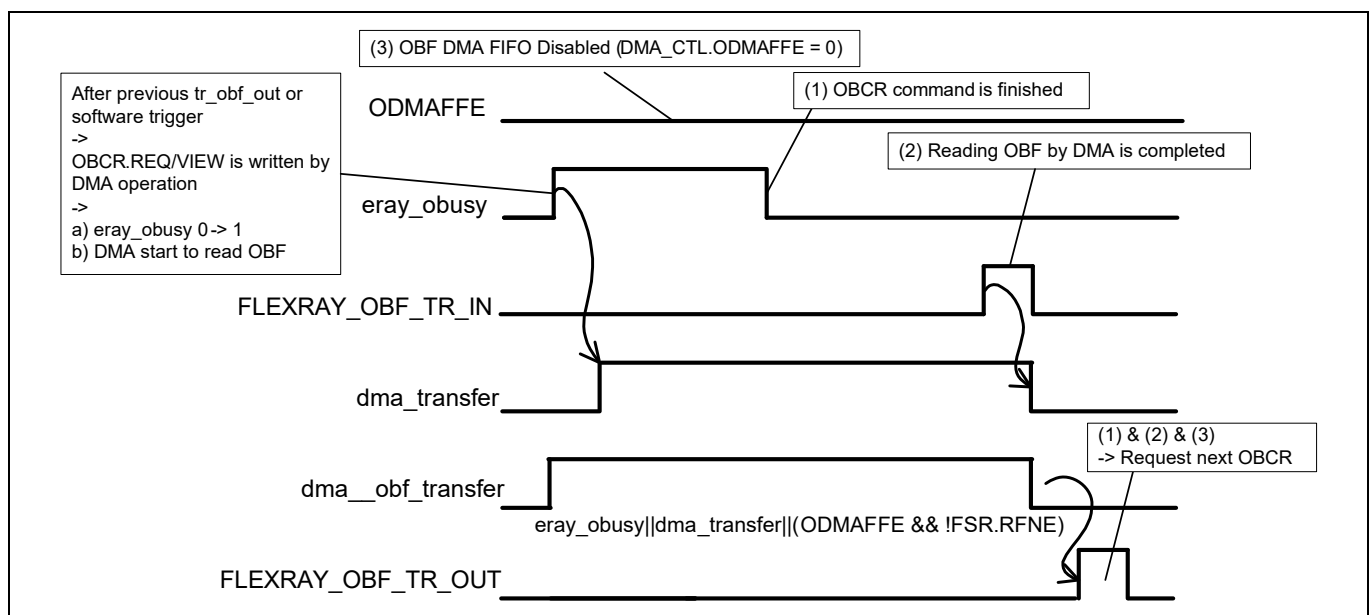 (3) OBF DMA FIFO Disabled (DMA_CTL.ODMAFFE = 0)
After previous tr_obf_out or
software trigger
->
OBCR.REQ/VIEW is written by
DMA operation
->
a) eray_obusy 0-> 1
b) DMA start to read OBF
ODMAFFE
(1) OBCR command is finished
(2) Reading OBF by DMA is completed
eray_obusy
FLEXRAY_OBF_TR_IN
dma_transfer
(1) & (2) & (3)
-> Request next OBCR
dma__obf_transfer
eray_obusy||dma_transfer||(ODMAFFE && !FSR.RFNE)
FLEXRAY_OBF_TR_OUT